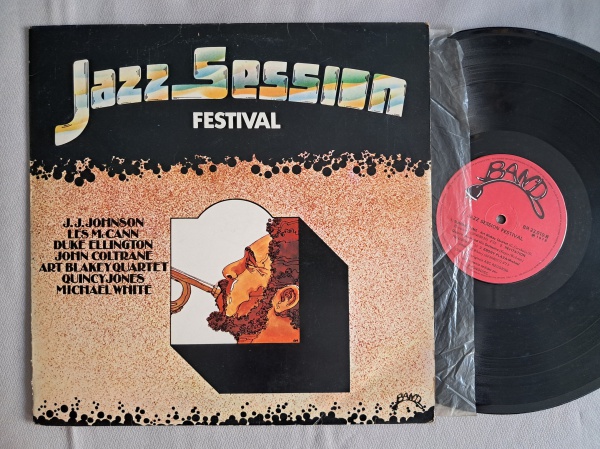 Jazz Session
FESTIVAL
J.J. JOHNSON
LES McCANN
DUKE ELLINGTON
JOHN COLTRANE
ART BLAKEY QUARTET
QUINCY JONES
MICHAEL WHITE
BAND
BAND
JAZZ SESSION FESTIVAL